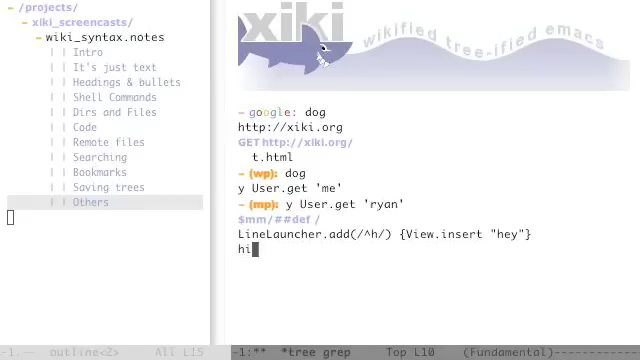 – /projects/
– xiki_screencasts/
– wiki_syntax.notes
| | Intro
| | It's just text
| | Headings & bullets
| | Shell Commands
| | Dirs and Files
| | Code
| | Remote files
| | Searching
| | Bookmarks
| | Saving trees
| | Others
-1.-- outline<Z> All L15
xiki
wikified tree-ified emacs
– google: dog
http://xiki.org
GET http://xiki.org/
t.html
– (wp): dog
y User.get 'me'
– (mp): y User.get 'ryan'
$mm/##def /
LineLauncher.add(/^h/) {View.insert "hey"}
hi
-1:** *tree grep Top L10 (Fundamental)